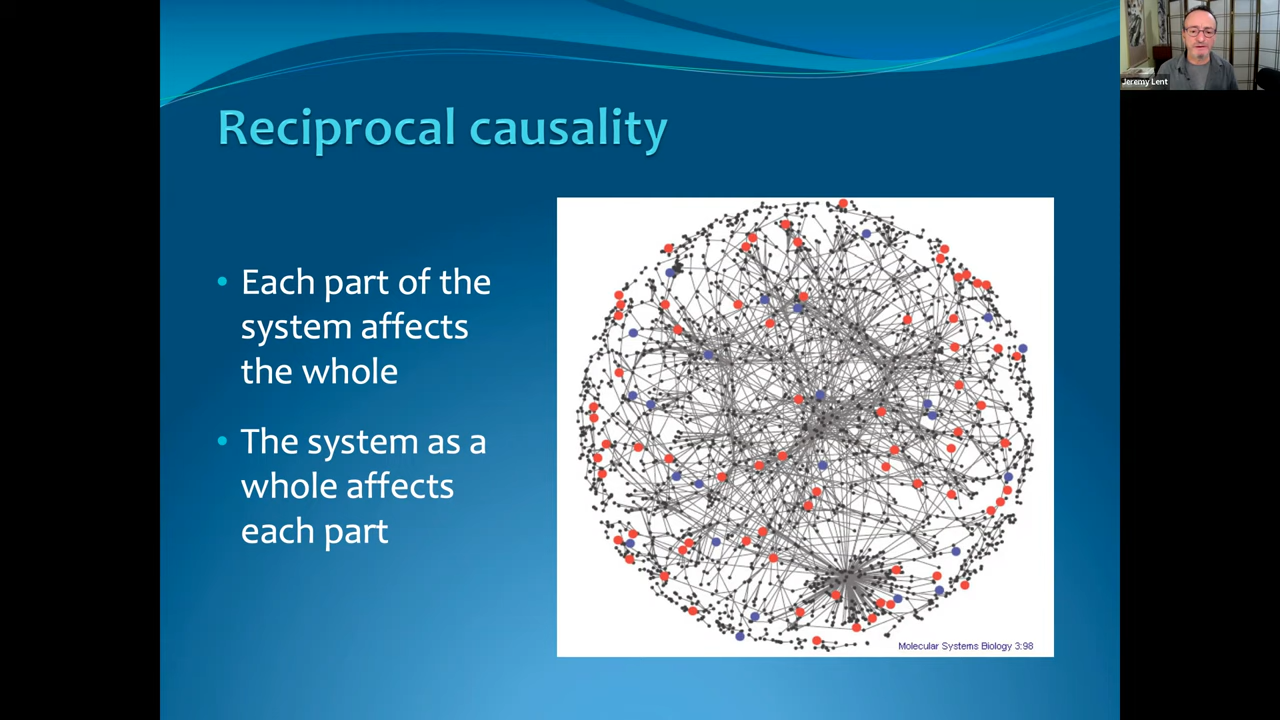 Jeremy Lent
Reciprocal causality
• Each part of the
system affects
the whole
• The system as a
whole affects
each part
Molecular Systems Biology 3:98